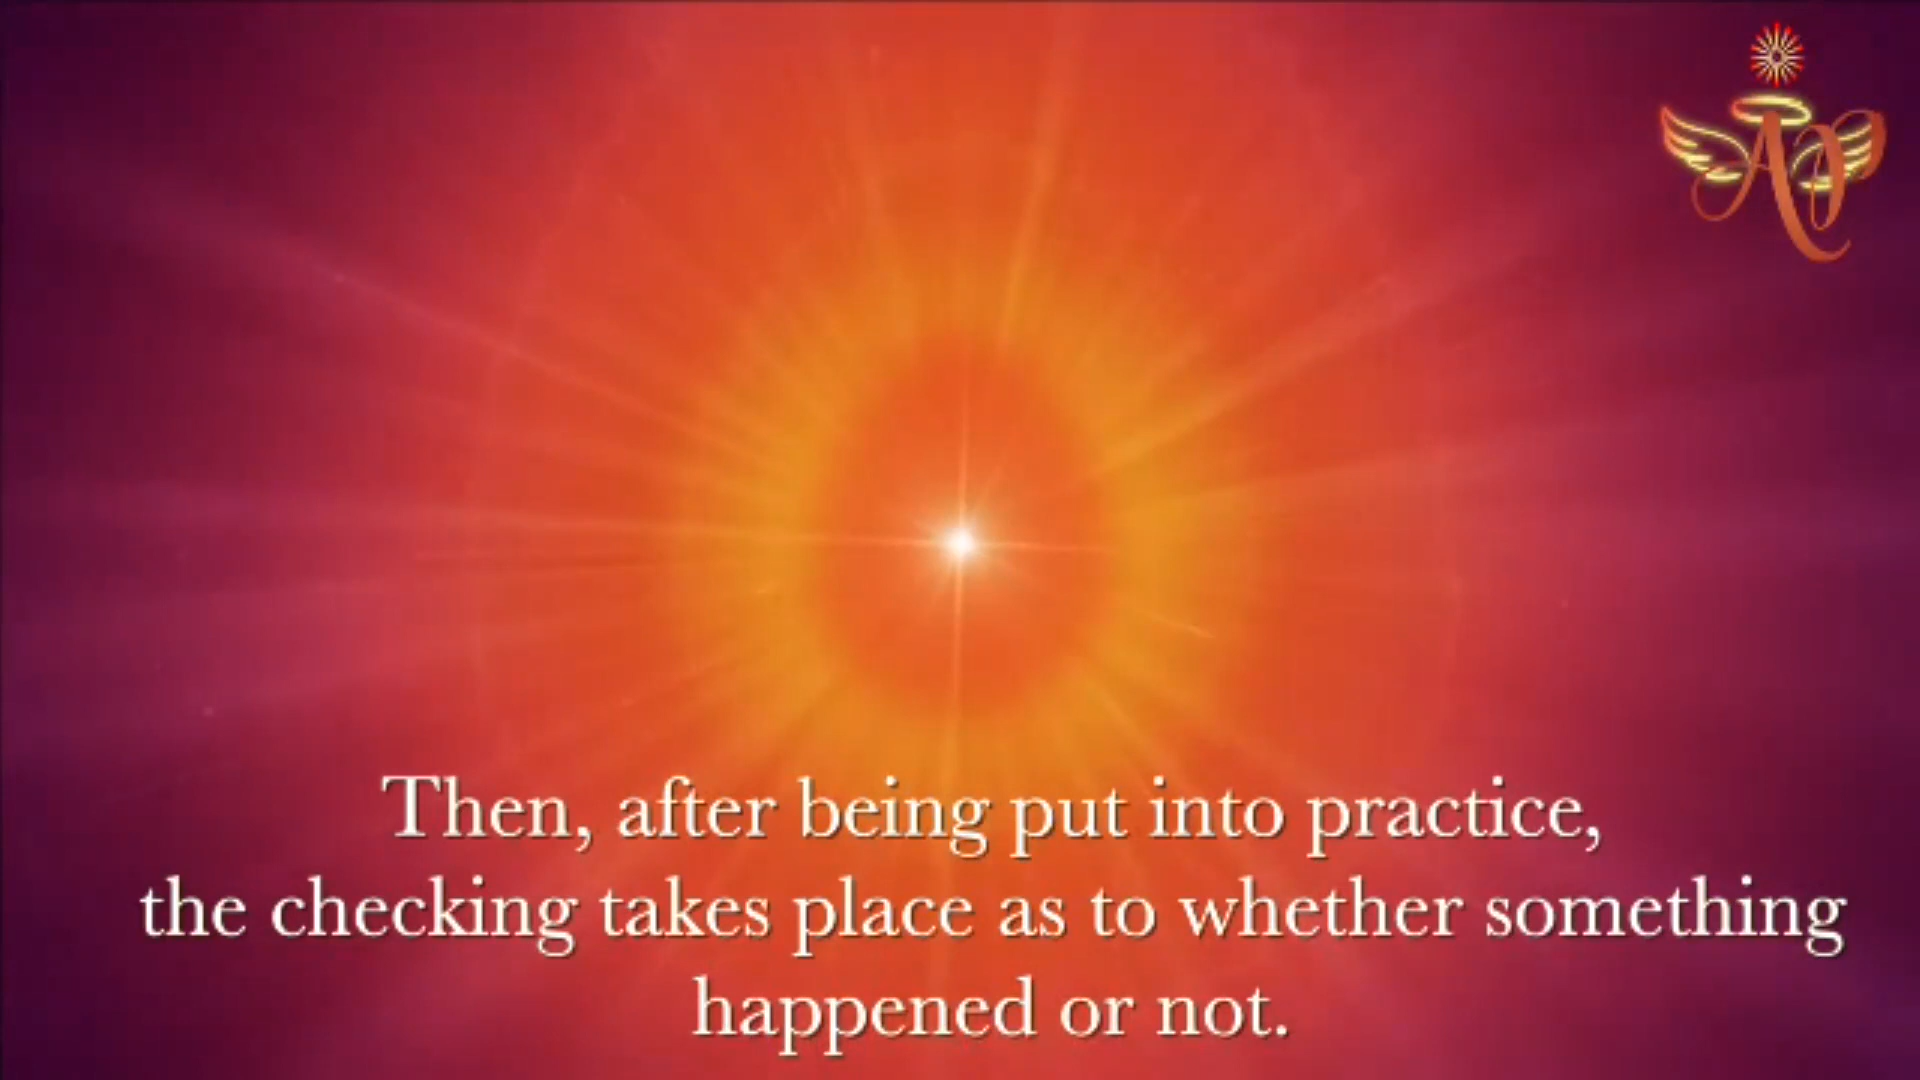 Then, after being put into practice,
the checking takes place as to whether something
happened or not.